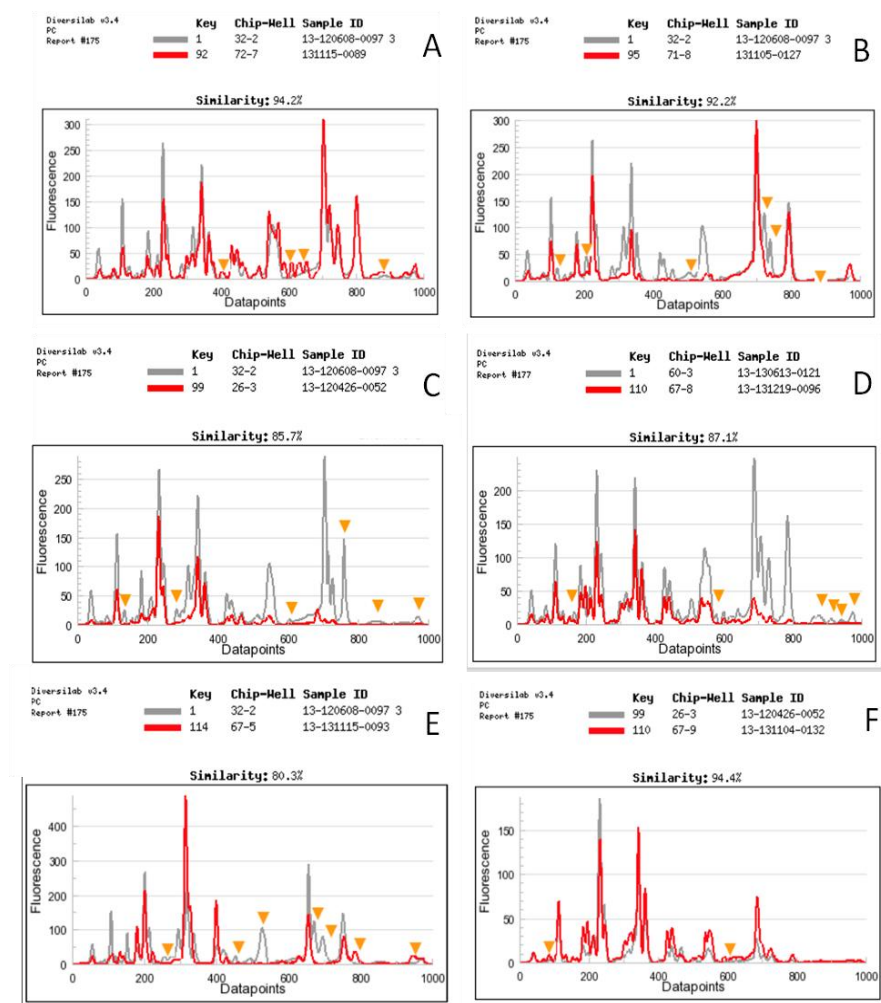 Diversilab v3.4
PC
Report #175
Key Chip-Well Sample ID
1 32-2 13-120608-0097 3
92 72-7 131115-0089
A
Similarity: 94.2%
Fluorescence
300
250
200
150
100
50
0
0 200 400 600 800 1000
Datapoints
Diversilab v3.4
PC
Report #175
Key Chip-Well Sample ID
1 32-2 13-120608-0097 3
95 71-8 131105-0127
B
Similarity: 92.2%
Fluorescence
300
250
200
150
100
50
0
0 200 400 600 800 1000
Datapoints
Diversilab v3.4
PC
Report #175
Key Chip-Well Sample ID
1 32-2 13-120608-0097 3
99 26-3 13-120426-0052
C
Similarity: 85.7%
Fluorescence
250
200
150
100
50
0
0 200 400 600 800 1000
Datapoints
Diversilab v3.4
PC
Report #177
Key Chip-Well Sample ID
1 60-3 13-130613-0121
110 67-8 13-131219-0096
D
Similarity: 87.1%
Fluorescence
200
150
100
50
0
0 200 400 600 800 1000
Datapoints
Diversilab v3.4
PC
Report #175
Key Chip-Well Sample ID
1 32-2 13-120608-0097 3
114 67-5 13-131115-0093
E
Similarity: 80.3%
Fluorescence
400
300
200
100
0
0 200 400 600 800 1000
Datapoints
Diversilab v3.4
PC
Report #175
Key Chip-Well Sample ID
99 26-3 13-120426-0052
110 67-9 13-131104-0132
F
Similarity: 94.4%
Fluorescence
150
100
50
0
0 200 400 600 800 1000
Datapoints